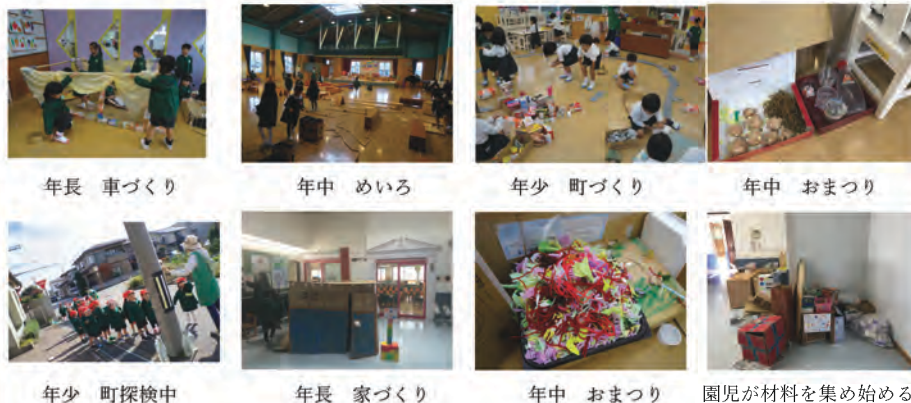 年長　車づくり
年中　めいろ
年少　町づくり
年中　おまつり
年少　町探検中
年長　家づくり
年中　おまつり
園児が材料を集め始める